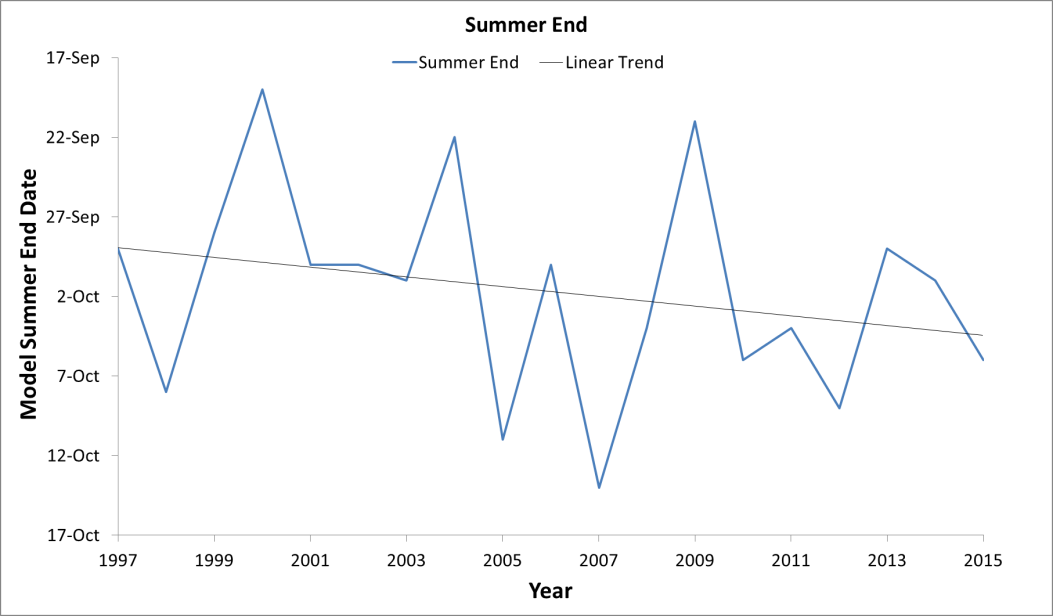 Summer End
Summer End
Linear Trend
Model Summer End Date
17-Sep
22-Sep
27-Sep
2-Oct
7-Oct
12-Oct
17-Oct
1997 1999 2001 2003 2005 2007 2009 2011 2013 2015
Year